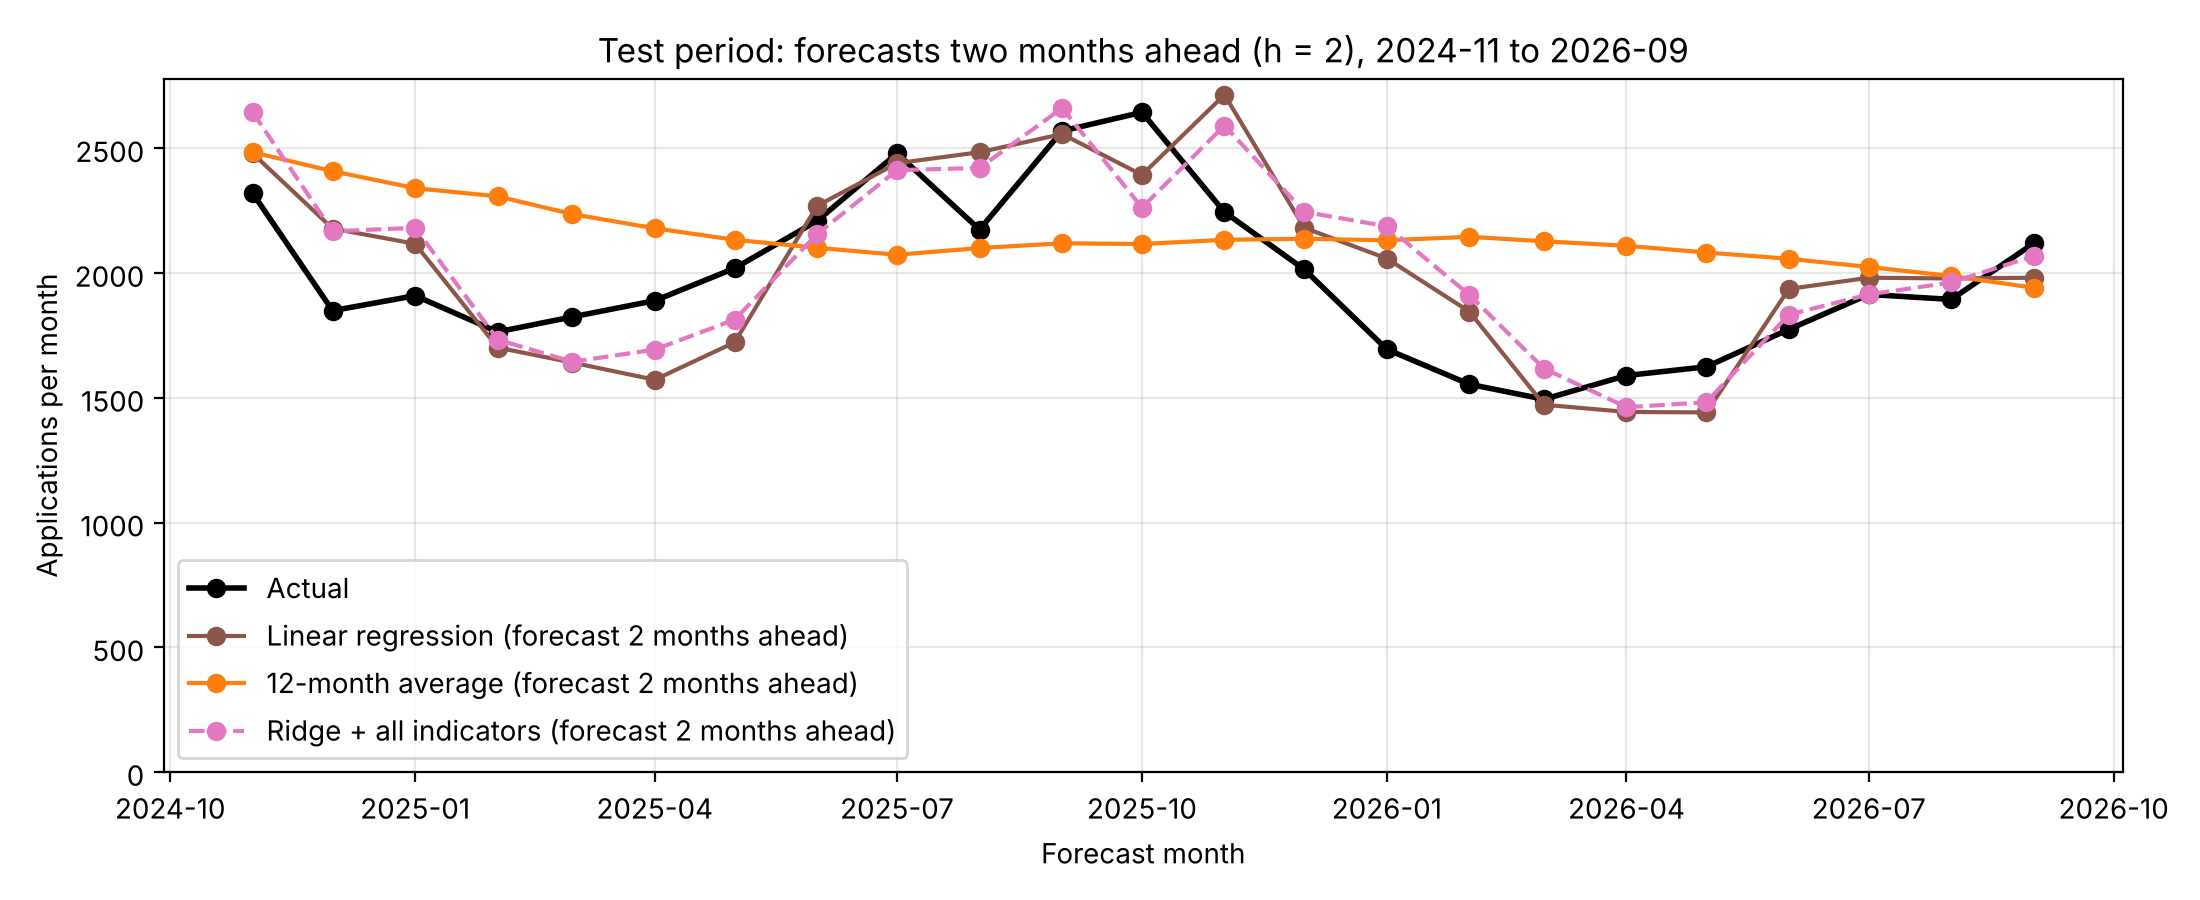 Test period: forecasts two months ahead (h = 2), 2024-11 to 2026-09
Applications per month
2500
2000
1500
1000
500
0
Actual
Linear regression (forecast 2 months ahead)
12-month average (forecast 2 months ahead)
Ridge + all indicators (forecast 2 months ahead)
2024-10 2025-01 2025-04 2025-07 2025-10 2026-01 2026-04 2026-07 2026-10
Forecast month